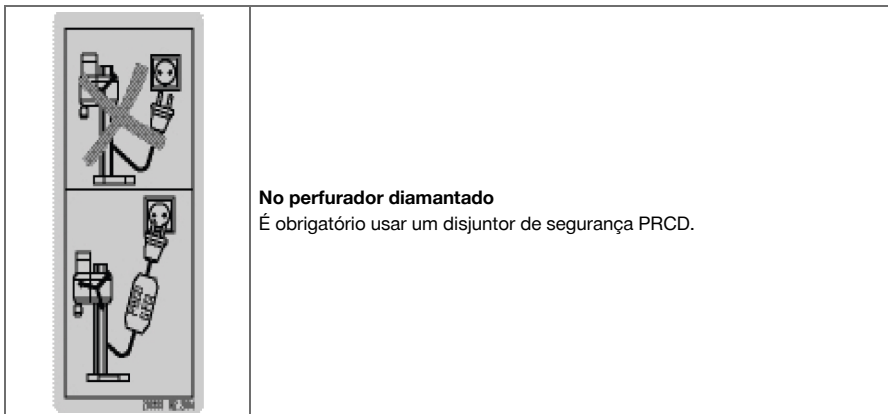 No perfurador diamantado
É obrigatório usar um disjuntor de segurança PRCD.